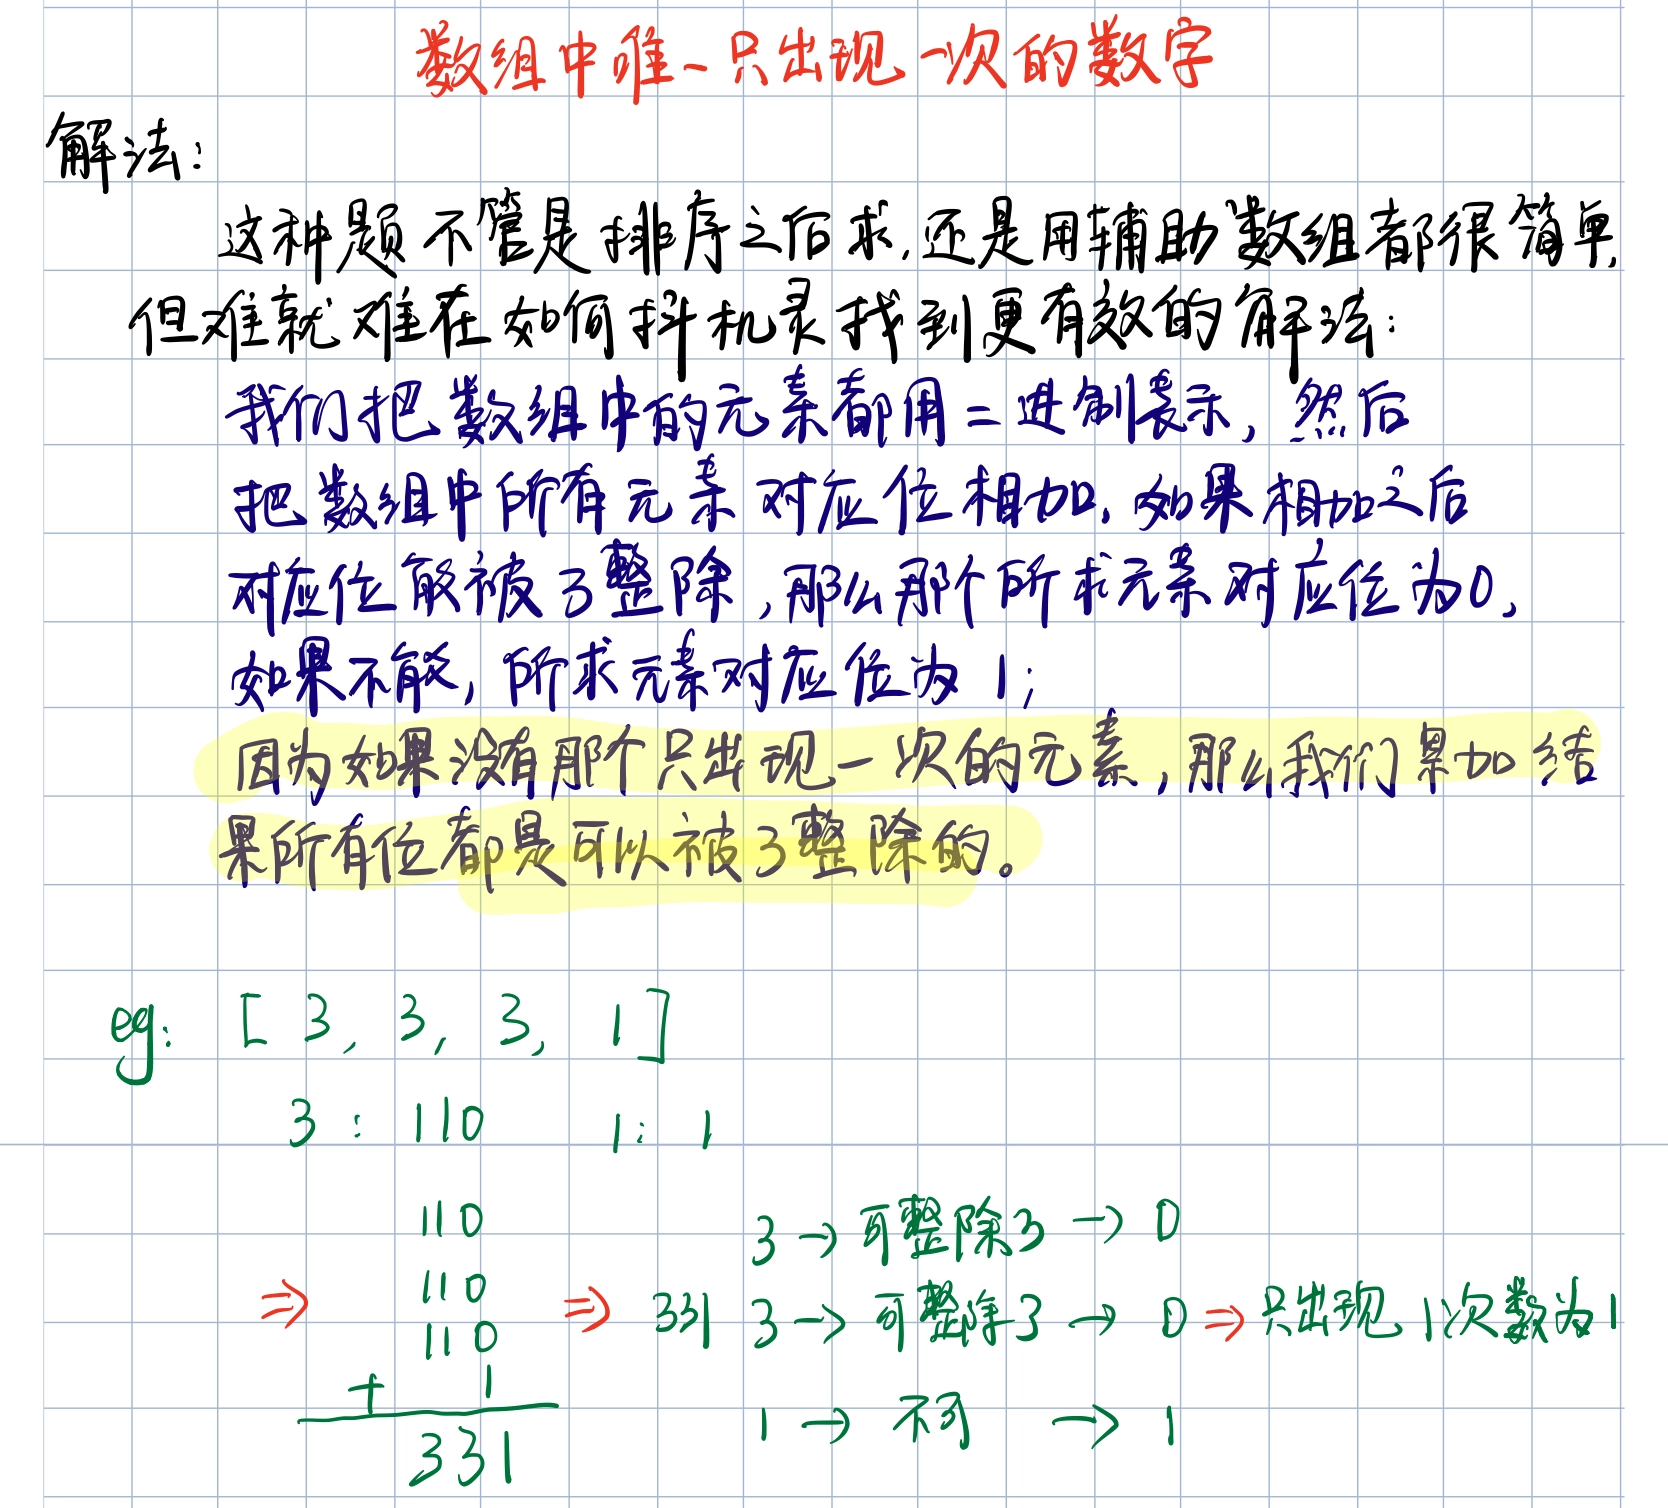 数组中唯一只出现一次的数字
解法:
这种题不管是排序之后求,还是用辅助数组都很简单,
但难就难在如何抖机灵找到更有效的解法:
我们把数组中的元素都用二进制表示,然后
把数组中所有元素对应位相加,如果相加之后
对应位能被3整除,那么那个所求元素对应位为0,
如果不能,所求元素对应位为1;
因为如果没有那个只出现一次的元素,那么我们累加结
果所有位都是可以被3整除的。
eg: [3, 3, 3, 1]
3: 110 1: 1
110
110
110
+ 1
331
⇒ ⇒ 331
3 → 可整除3 → 0
3 → 可整除3 → 0 ⇒ 只出现1次数为1
1 → 不可 → 1